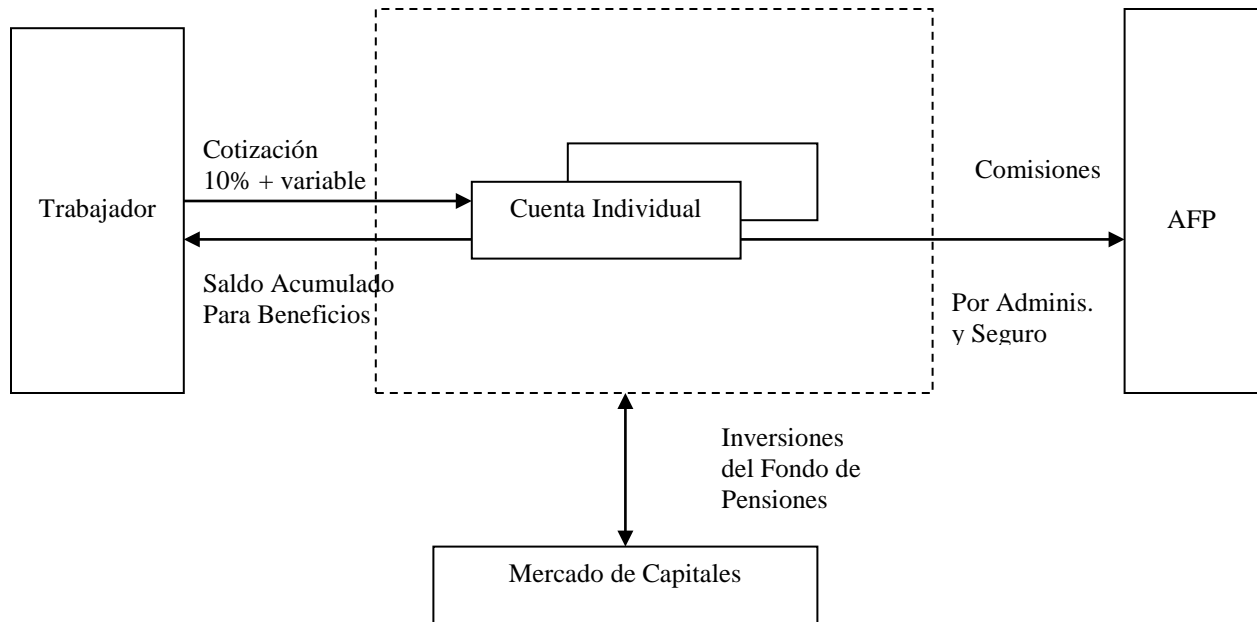 Trabajador
Cotización
10% + variable
Saldo Acumulado
Para Beneficios
Cuenta Individual
Comisiones
Por Adminis.
y Seguro
AFP
Inversiones
del Fondo de
Pensiones
Mercado de Capitales